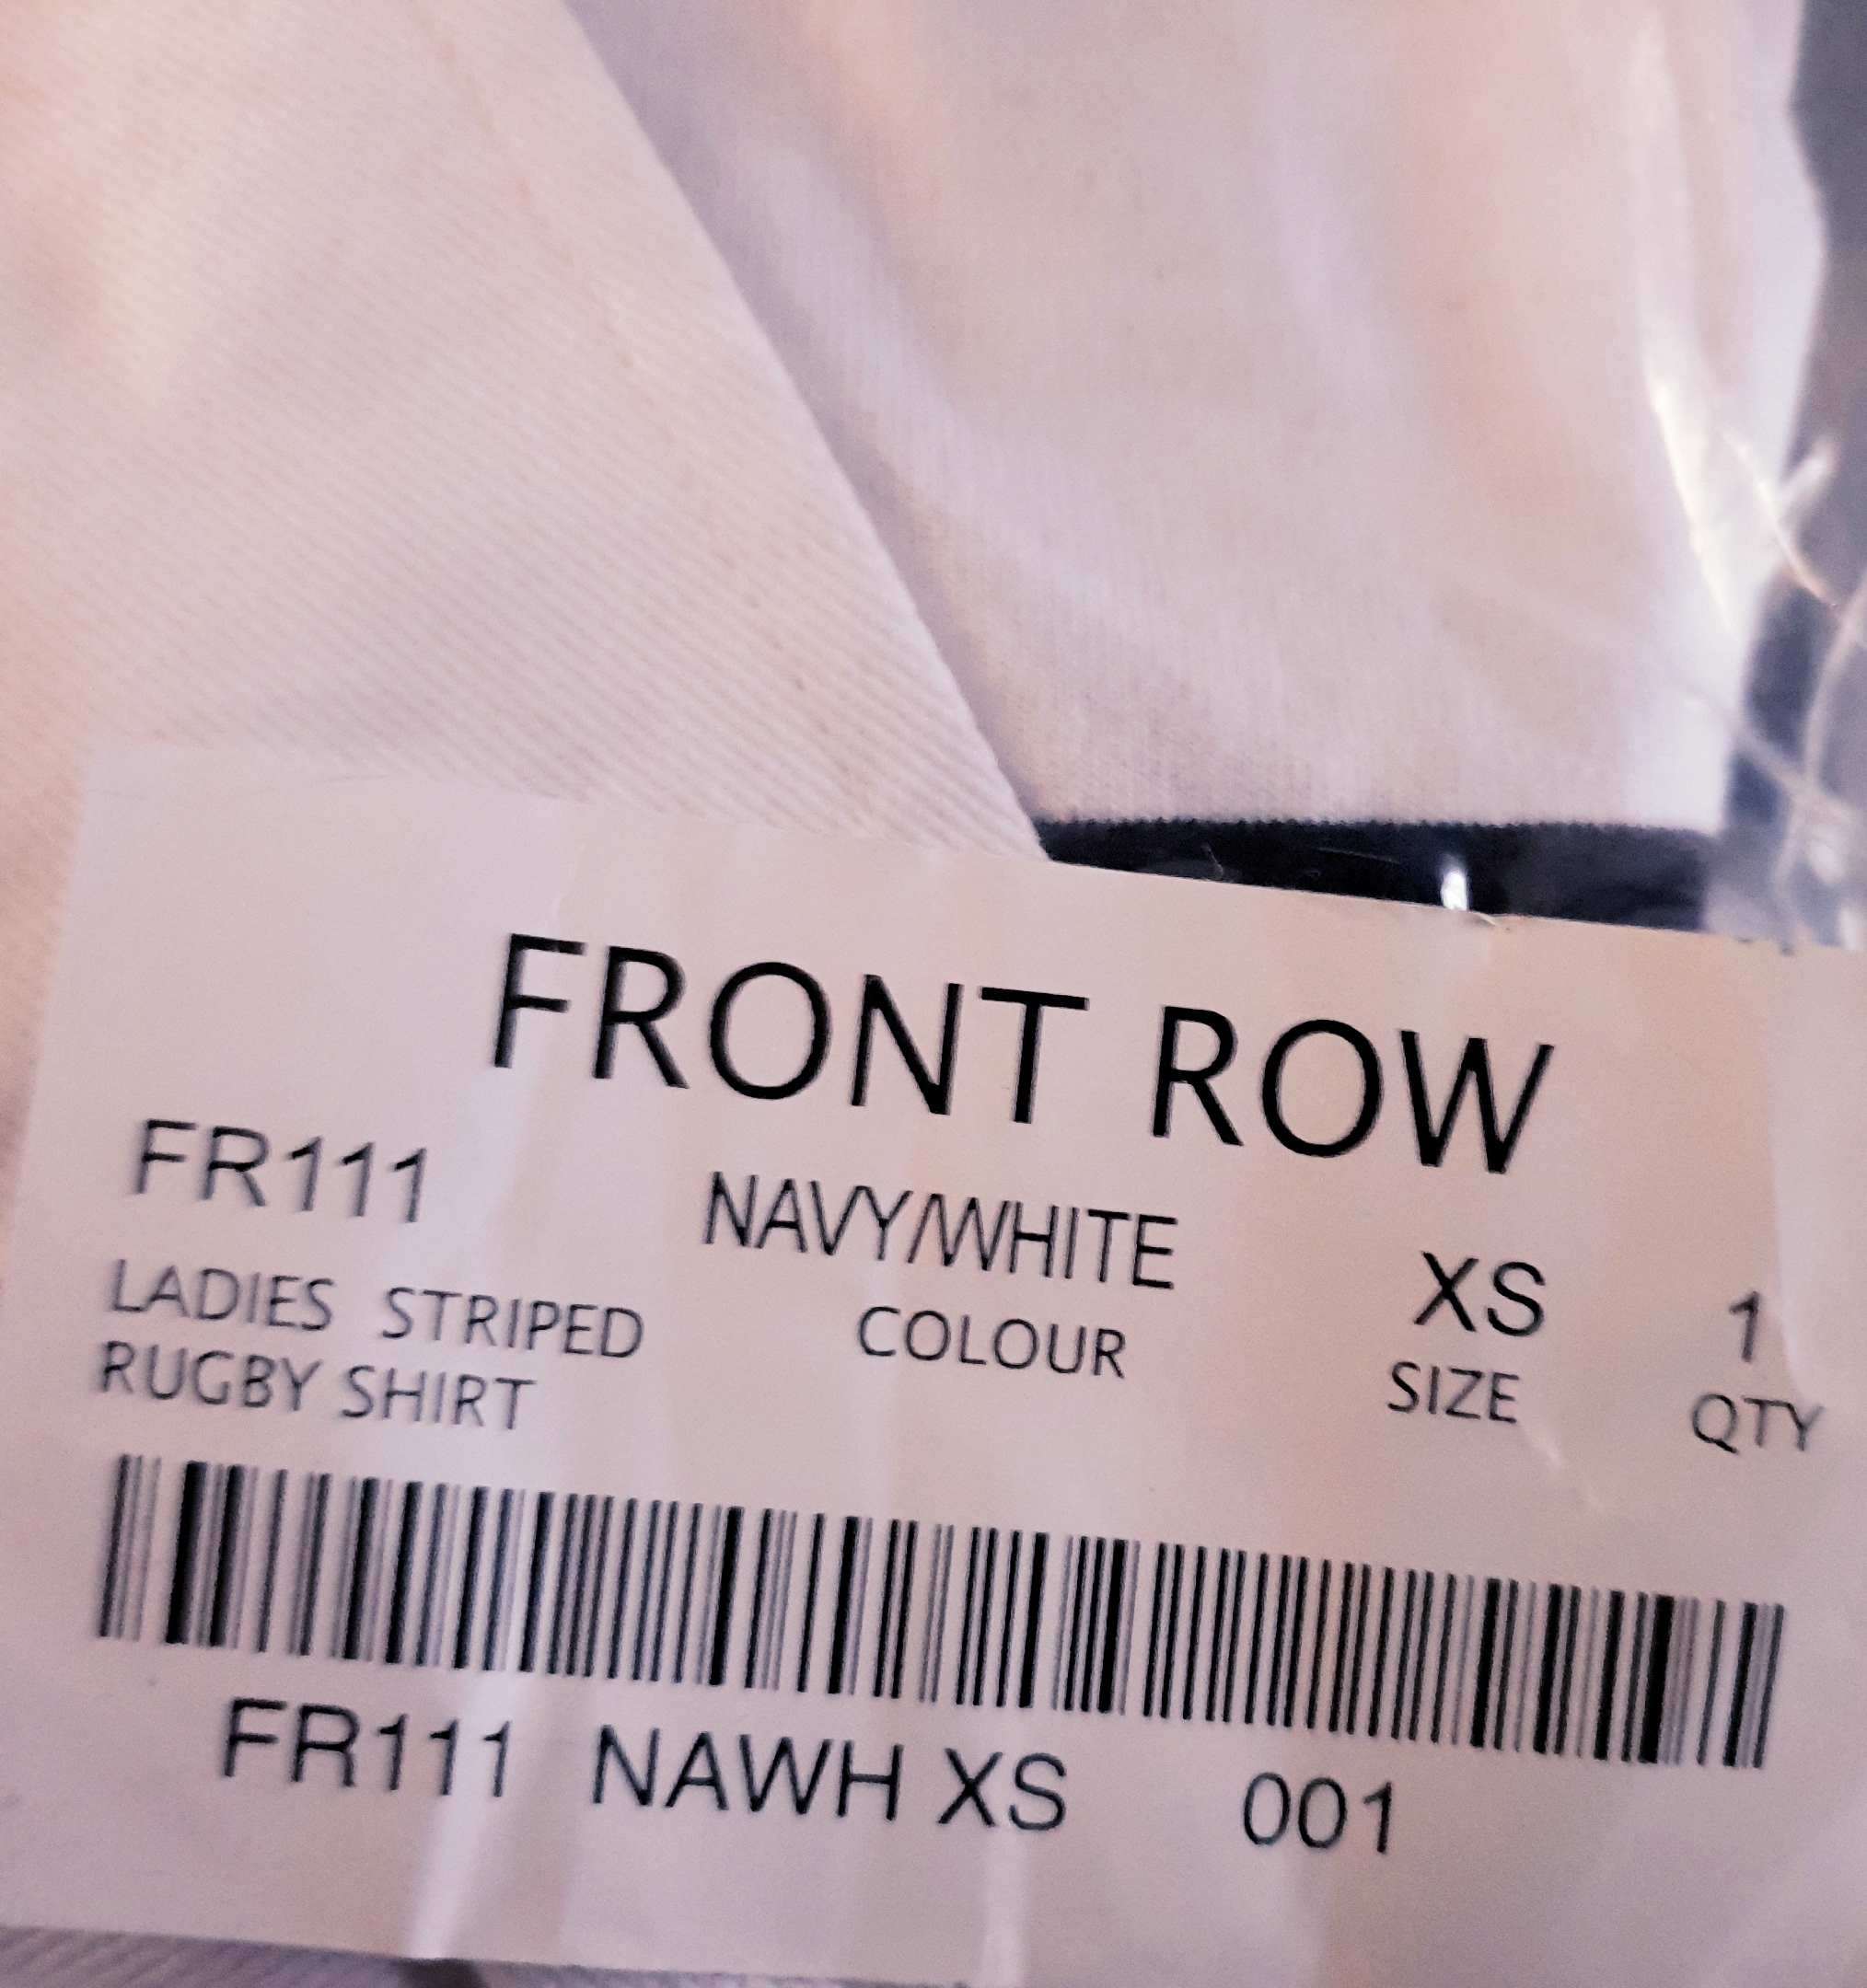 FRONT ROW
FR111 NAVY/WHITE XS 1
LADIES STRIPED COLOUR SIZE QTY
RUGBY SHIRT
FR111 NAWH XS 001